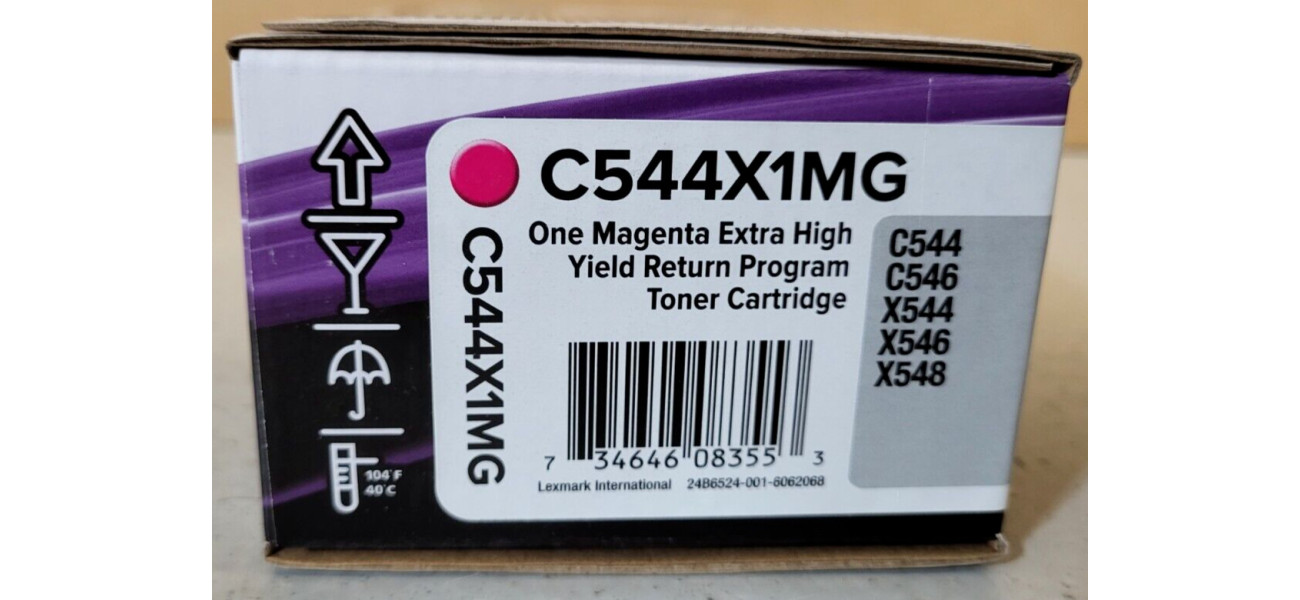 C544X1MG
One Magenta Extra High
Yield Return Program
Toner Cartridge
C544
C546
X544
X546
X548
C544X1MG
7 34646 08355 3
Lexmark International 24B6524-001-6062068
104°F
40°C